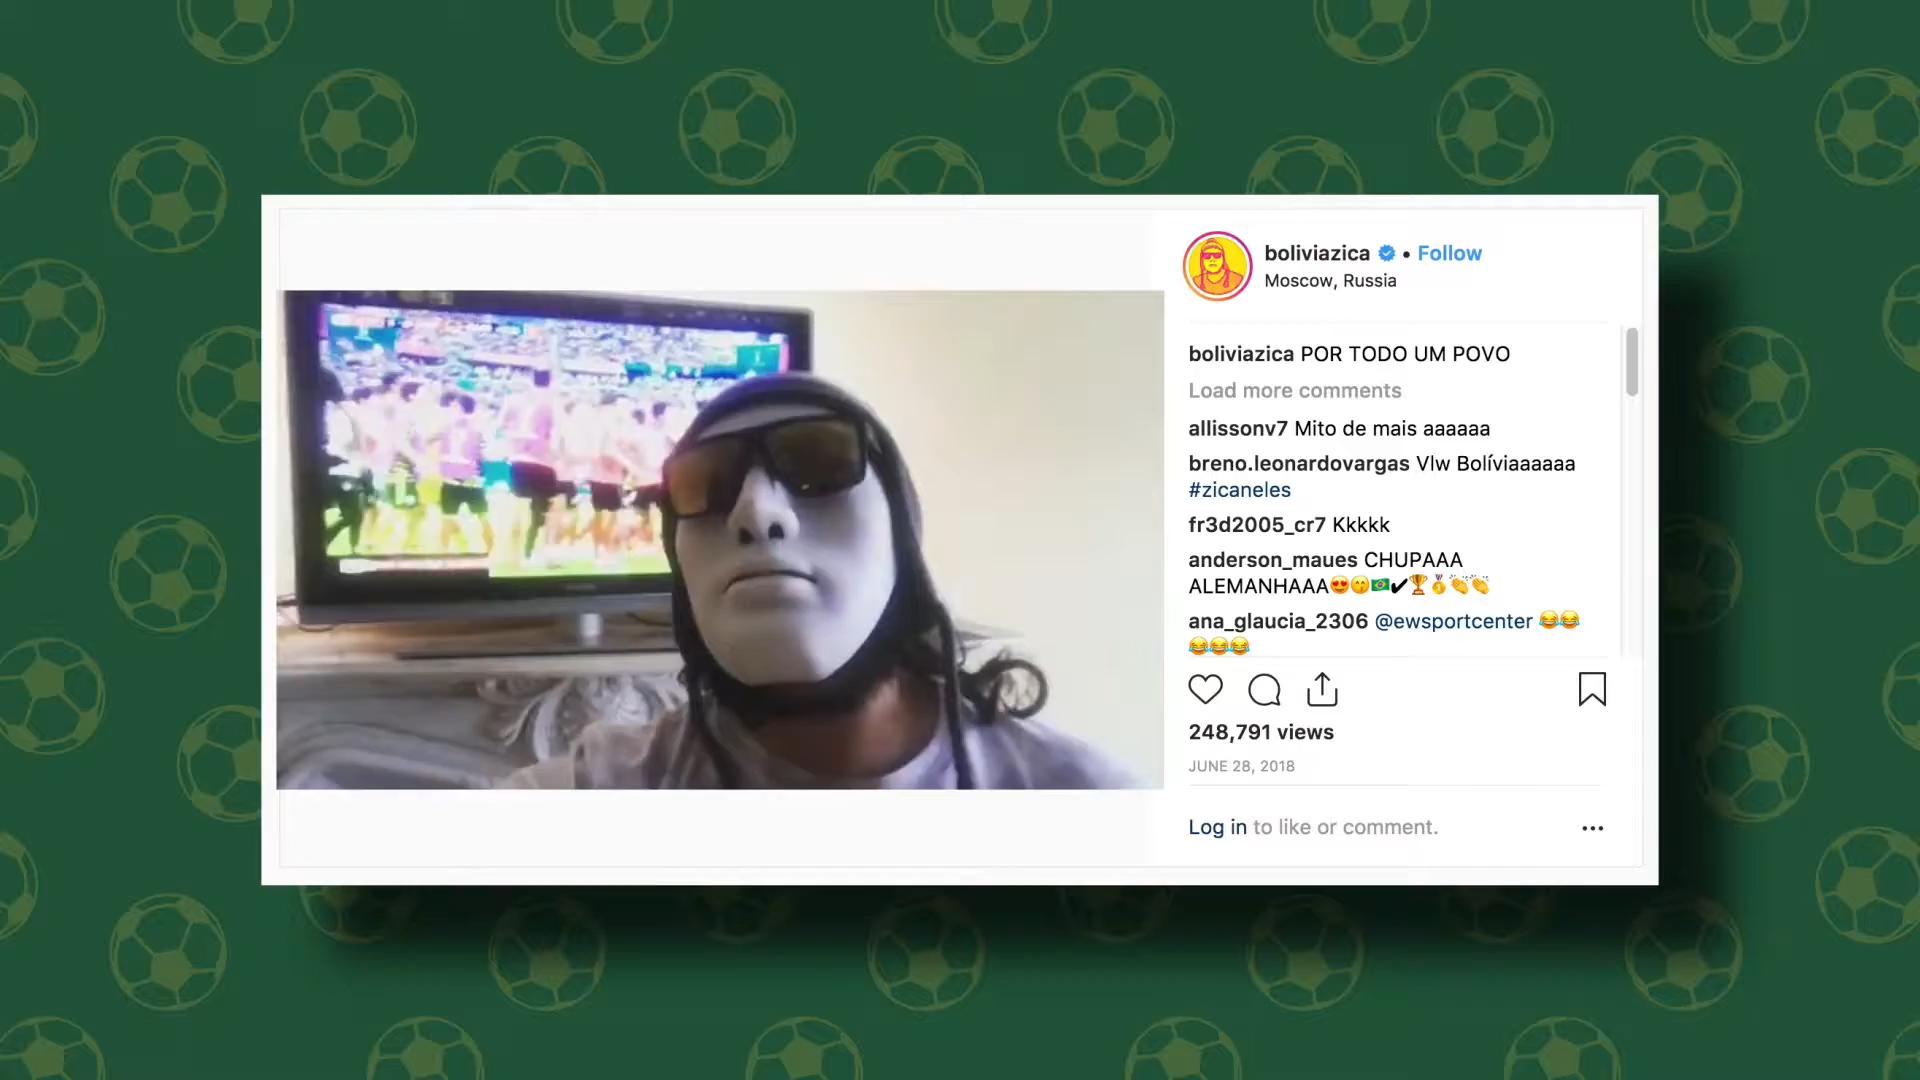 boliviazica • Follow
Moscow, Russia
boliviazica POR TODO UM POVO
Load more comments
allissonv7 Mito de mais aaaaaa
breno.leonardovargas Vlw Bolíviaaaaaa
#zicaneles
fr3d2005_cr7 Kkkkk
anderson_maues CHUPAAA
ALEMANHAAA😍😙🇧🇷✔🏆🏅👏👏
ana_glaucia_2306 @ewsportcenter 😂😂
😂😂😂
248,791 views
JUNE 28, 2018
Log in to like or comment.